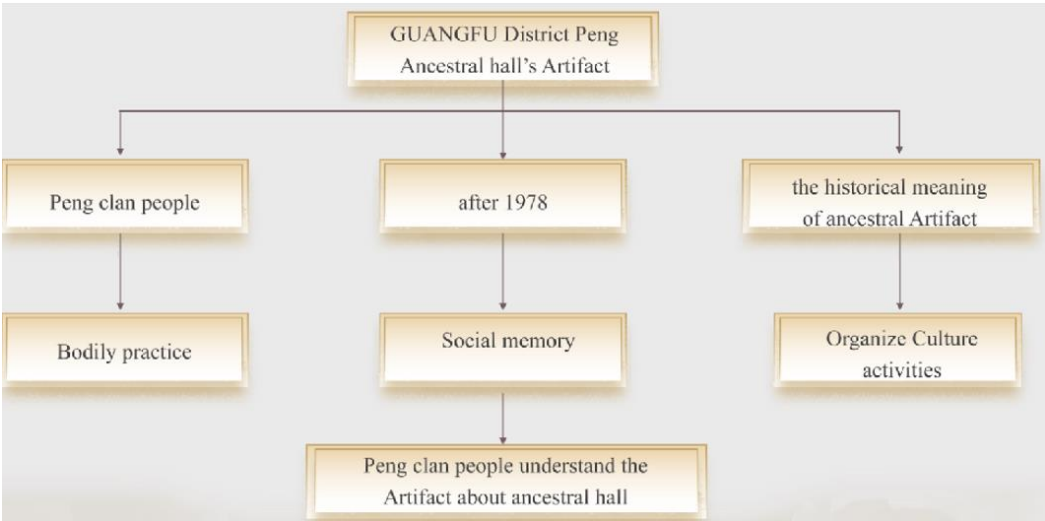 GUANGFU District Peng
Ancestral hall's Artifact
Peng clan people
after 1978
the historical meaning
of ancestral Artifact
Bodily practice
Social memory
Organize Culture
activities
Peng clan people understand the
Artifact about ancestral hall